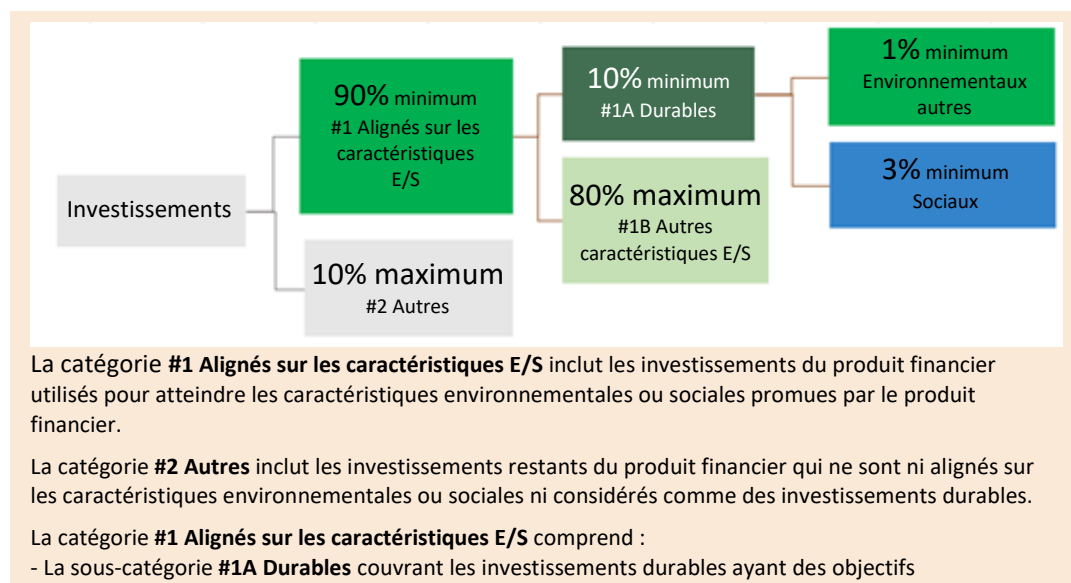 Investissements
90% minimum
#1 Alignés sur les
caractéristiques
E/S
10% maximum
#2 Autres
10% minimum
#1A Durables
80% maximum
#1B Autres
caractéristiques E/S
1% minimum
Environnementaux
autres
3% minimum
Sociaux
La catégorie #1 Alignés sur les caractéristiques E/S inclut les investissements du produit financier
utilisés pour atteindre les caractéristiques environnementales ou sociales promues par le produit
financier.
La catégorie #2 Autres inclut les investissements restants du produit financier qui ne sont ni alignés sur
les caractéristiques environnementales ou sociales ni considérés comme des investissements durables.
La catégorie #1 Alignés sur les caractéristiques E/S comprend :
- La sous-catégorie #1A Durables couvrant les investissements durables ayant des objectifs